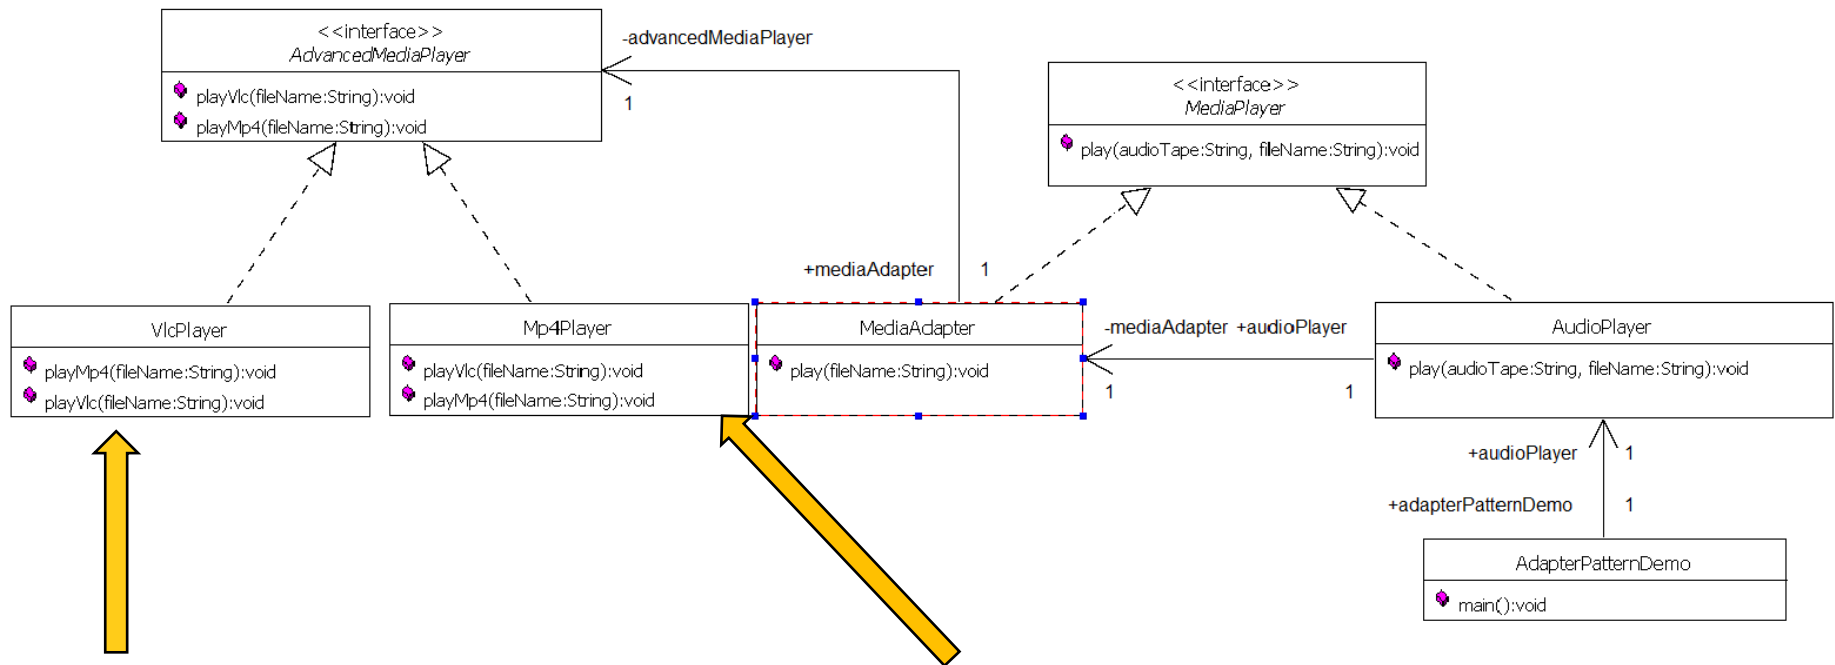 <<interface>>
AdvancedMediaPlayer
playVlc(fileName:String):void
playMp4(fileName:String):void
-advancedMediaPlayer
1
<<interface>>
MediaPlayer
play(audioTape:String, fileName:String):void
+mediaAdapter
1
VlcPlayer
playMp4(fileName:String):void
playVlc(fileName:String):void
Mp4Player
playVlc(fileName:String):void
playMp4(fileName:String):void
MediaAdapter
play(fileName:String):void
-mediaAdapter +audioPlayer
1
1
AudioPlayer
play(audioTape:String, fileName:String):void
+audioPlayer
1
+adapterPatternDemo
1
AdapterPatternDemo
main():void